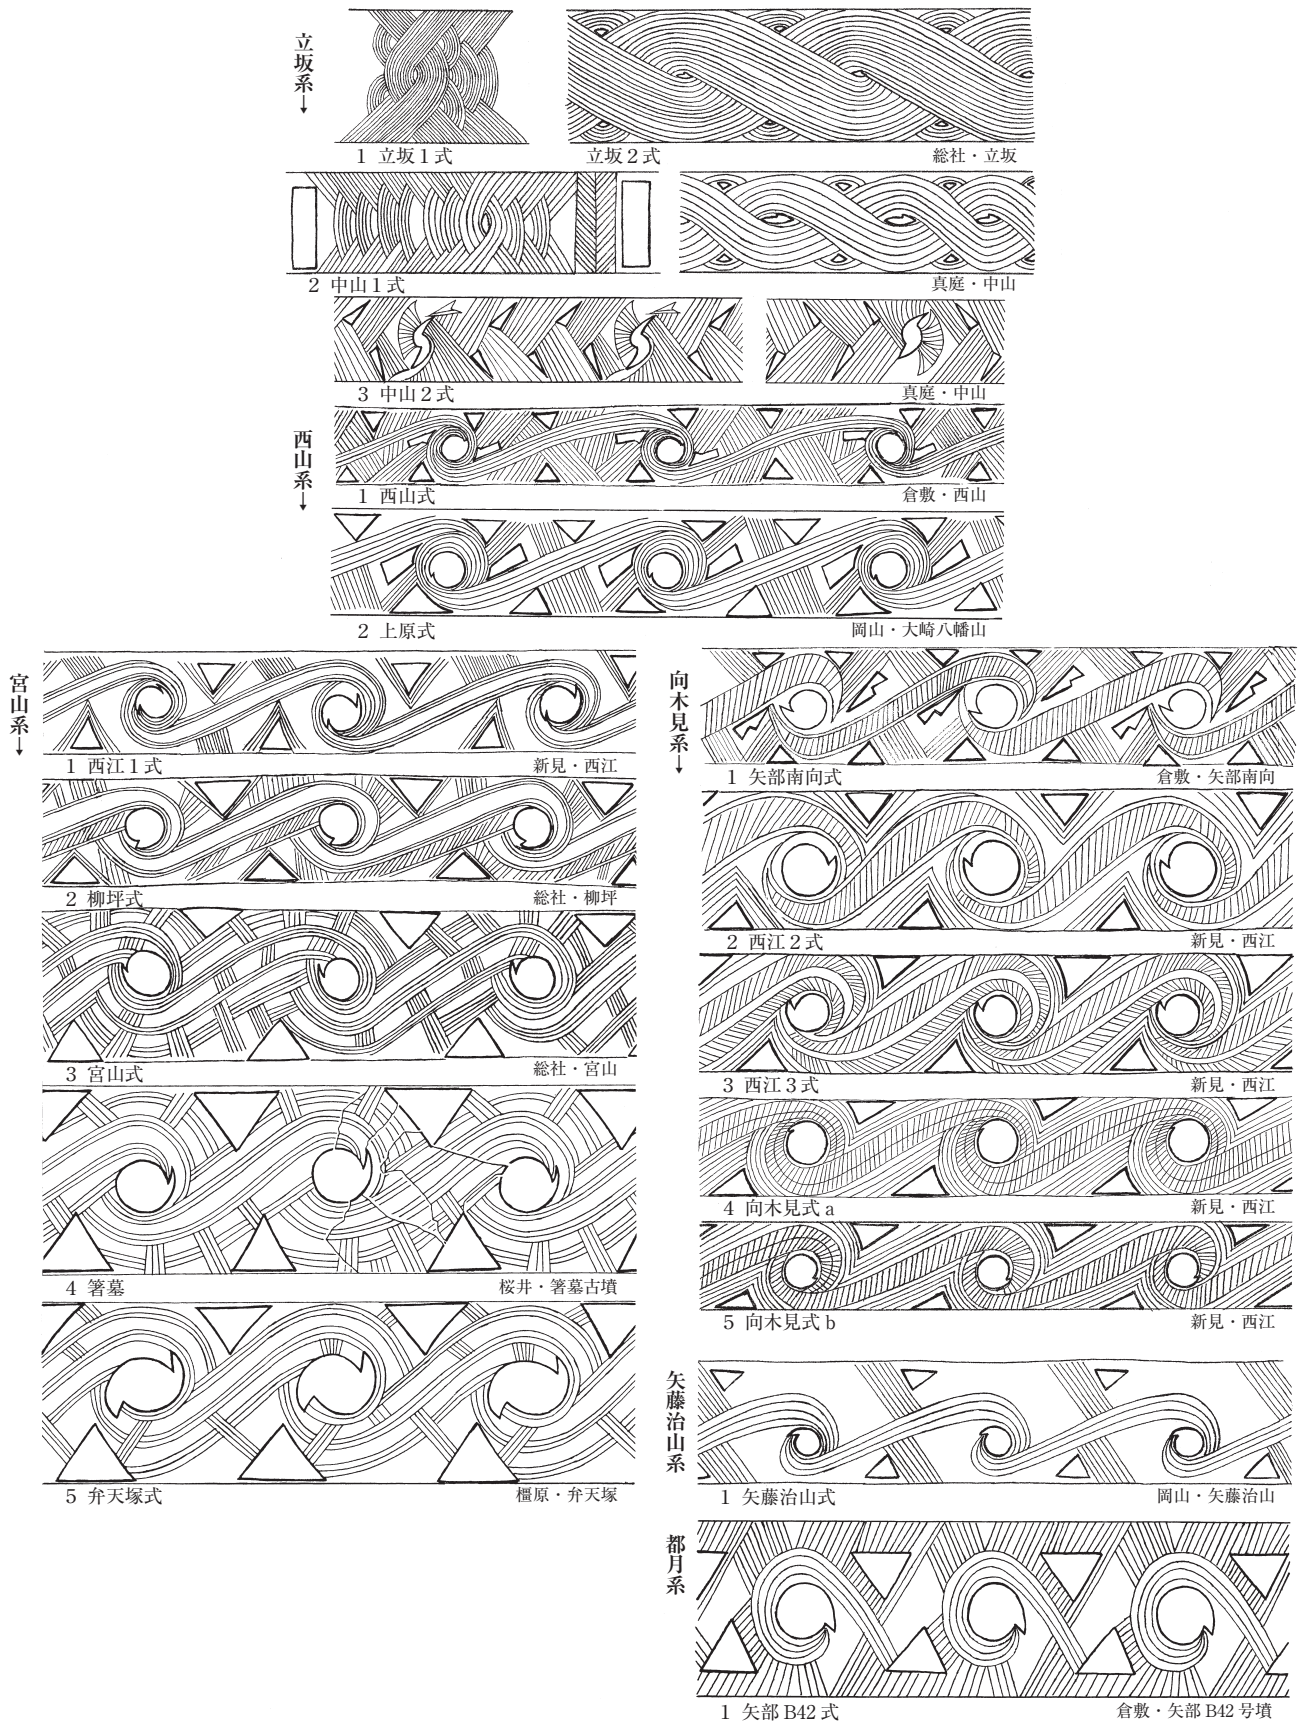 立坂系→
1 立坂1式
立坂2式
総社・立坂
2 中山1式
真庭・中山
3 中山2式
真庭・中山
西山系→
1 西山式
倉敷・西山
2 上原式
岡山・大崎八幡山
宮山系→
1 西江1式
新見・西江
2 柳坪式
総社・柳坪
3 宮山式
総社・宮山
4 箸墓
桜井・箸墓古墳
5 弁天塚式
橿原・弁天塚
向木見系→
1 矢部南向式
倉敷・矢部南向
2 西江2式
新見・西江
3 西江3式
新見・西江
4 向木見式a
新見・西江
5 向木見式b
新見・西江
矢藤治山系
1 矢藤治山式
岡山・矢藤治山
都月系
1 矢部B42式
倉敷・矢部B42号墳